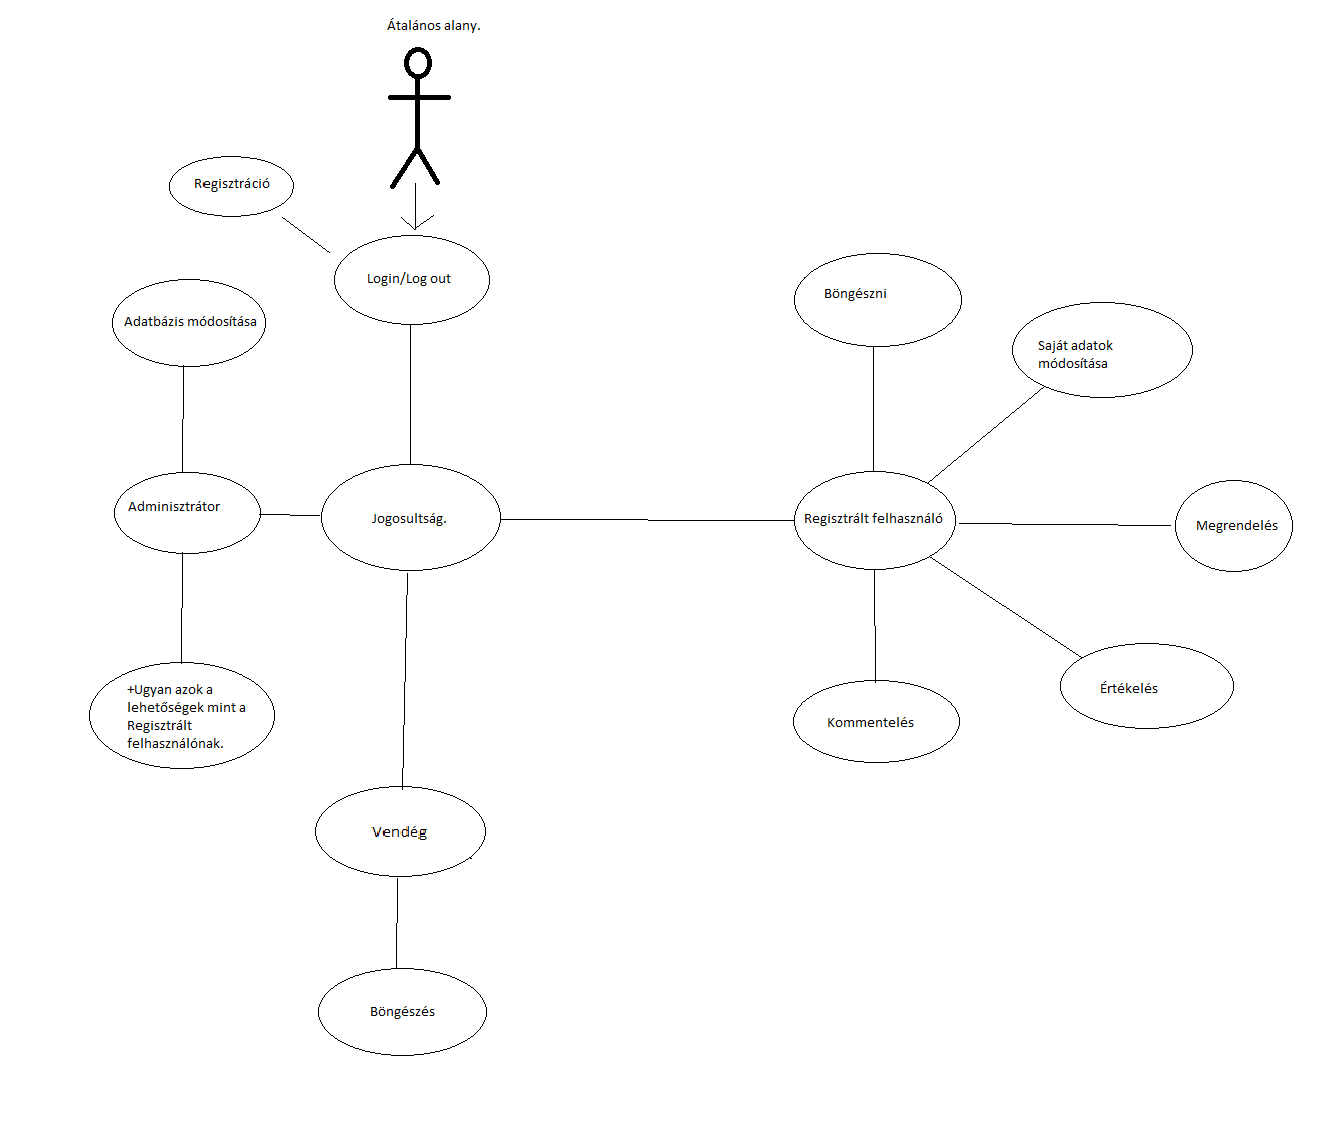 Átalános alany.
Regisztráció
Login/Log out
Adatbázis módosítása
Böngészni
Saját adatok
módosítása
Adminisztrátor
Jogosultság.
Regisztrált felhasználó
Megrendelés
+Ugyan azok a
lehetőségek mint a
Regisztrált
felhasználónak.
Kommentelés
Értékelés
Vendég
Böngészés